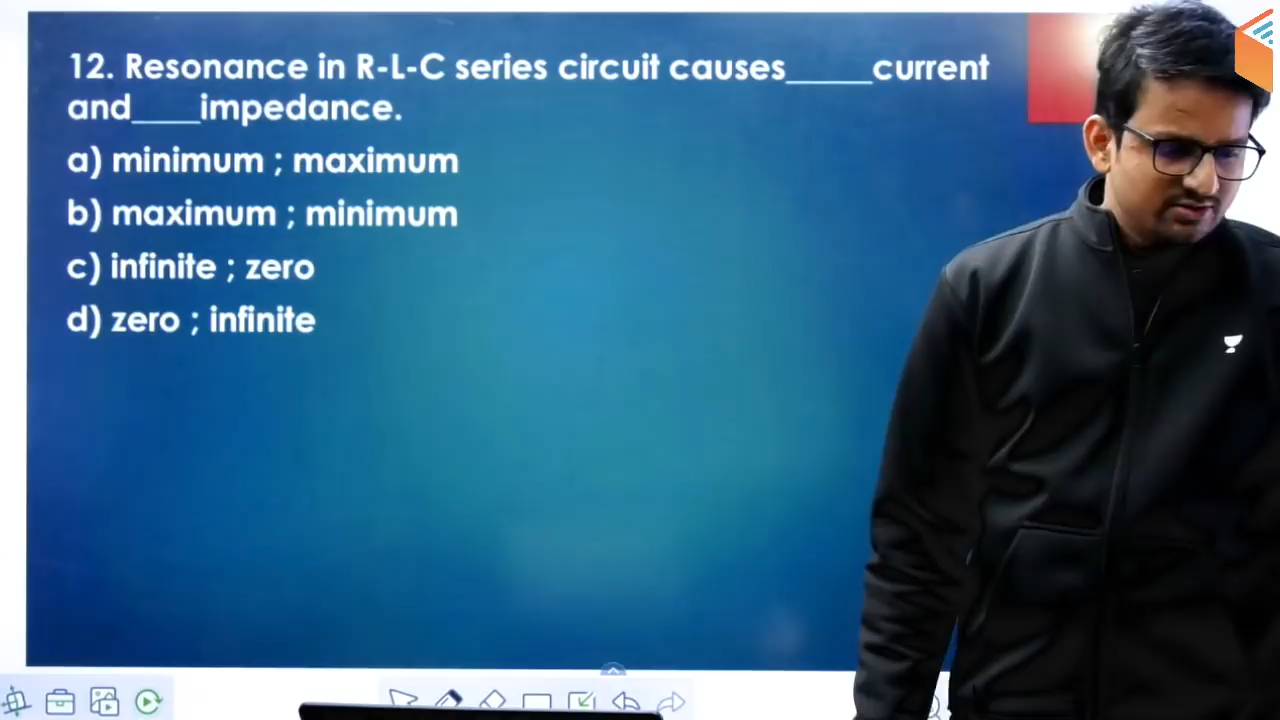 12. Resonance in R-L-C series circuit causes_____current
and____impedance.
a) minimum ; maximum
b) maximum ; minimum
c) infinite ; zero
d) zero ; infinite